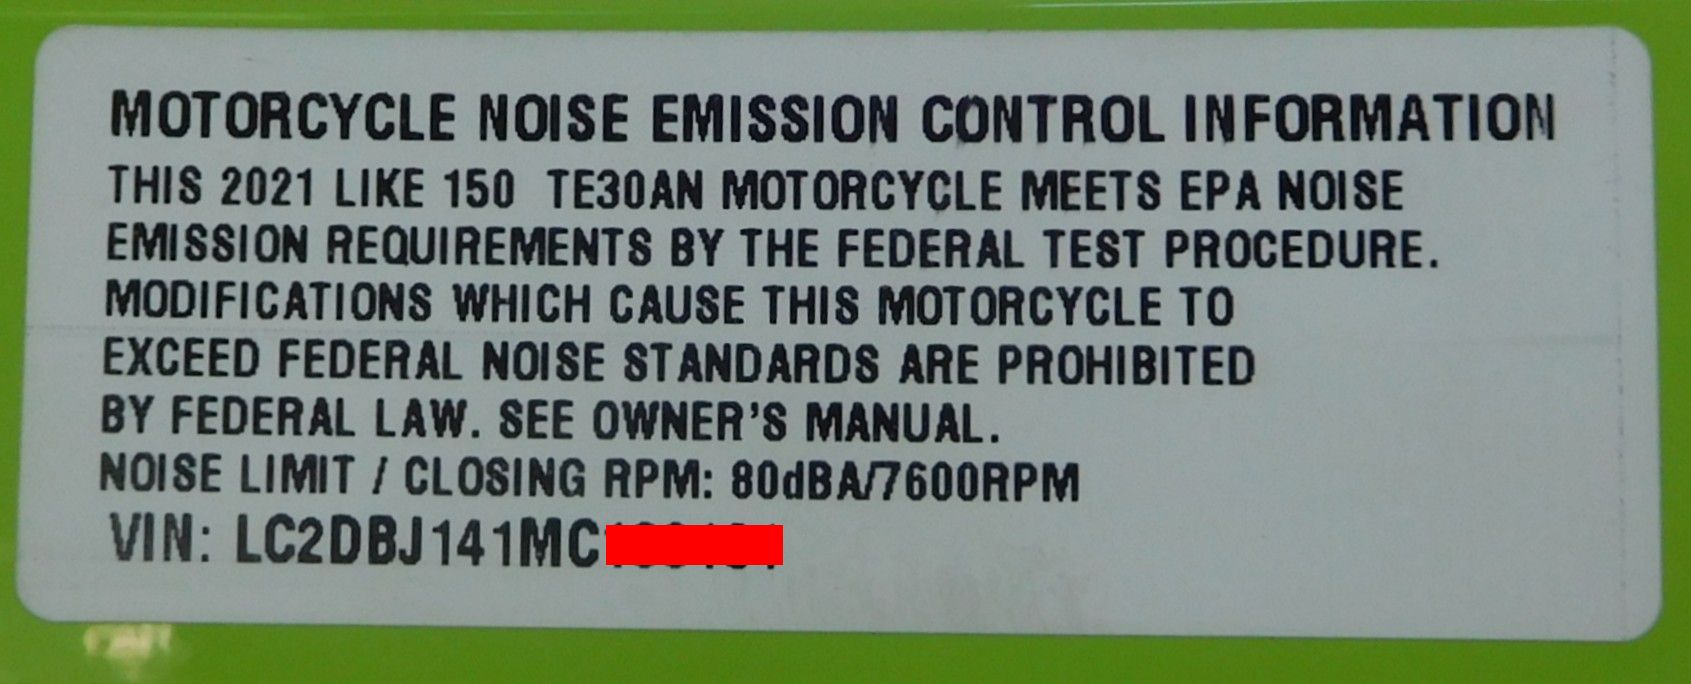 MOTORCYCLE NOISE EMISSION CONTROL INFORMATION
THIS 2021 LIKE 150 TE30AN MOTORCYCLE MEETS EPA NOISE
EMISSION REQUIREMENTS BY THE FEDERAL TEST PROCEDURE.
MODIFICATIONS WHICH CAUSE THIS MOTORCYCLE TO
EXCEED FEDERAL NOISE STANDARDS ARE PROHIBITED
BY FEDERAL LAW. SEE OWNER'S MANUAL.
NOISE LIMIT / CLOSING RPM: 80dBA/7600RPM
VIN: LC2DBJ141MC